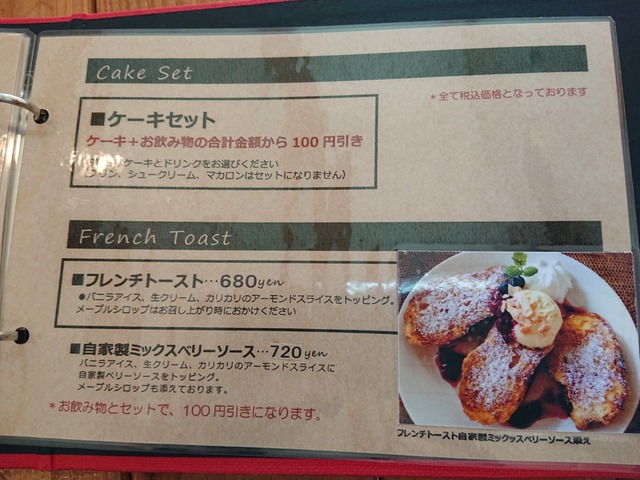 Cake Set
*全て税込価格となっております
■ケーキセット
ケーキ+お飲み物の合計金額から 100 円引き
ケーキとドリンクをお選びください
プリン、シュークリーム、マカロンはセットになりません)
French Toast
■フレンチトースト…680yen
●バニラアイス、生クリーム、カリカリのアーモンドスライスをトッピング。
メープルシロップはお召し上がり時におかけください
■自家製ミックスベリーソース…720yen
バニラアイス、生クリーム、カリカリのアーモンドスライスに
自家製ベリーソースをトッピング。
メープルシロップも添えております。
*お飲み物とセットで、100円引きになります。
フレンチトースト自家製ミックッスベリーソース添え